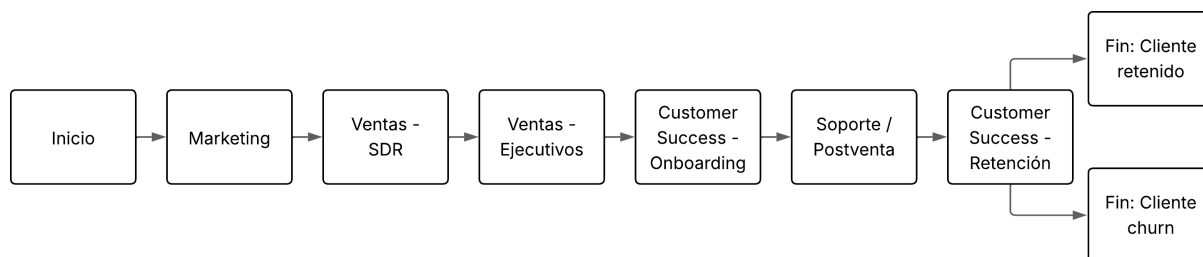 Inicio
Marketing
Ventas -
SDR
Ventas -
Ejecutivos
Customer
Success -
Onboarding
Soporte /
Postventa
Customer
Success -
Retención
Fin: Cliente
retenido
Fin: Cliente
churn